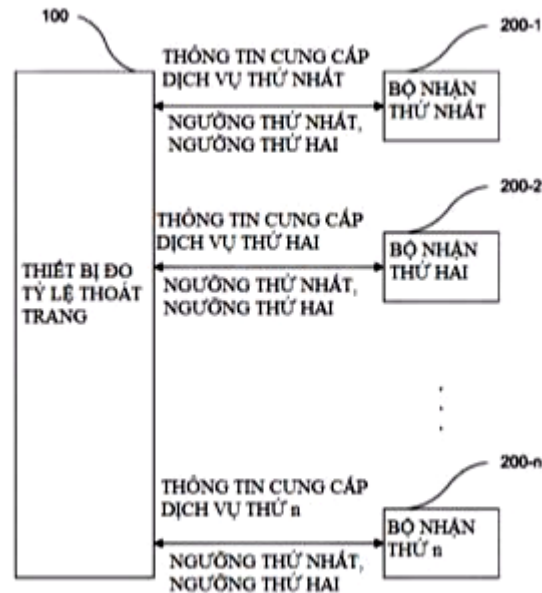 100
200-1
THÔNG TIN CUNG CẤP
DỊCH VỤ THỨ NHẤT
BỘ NHẬN
THỨ NHẤT
NGƯỠNG THỨ NHẤT,
NGƯỠNG THỨ HAI
200-2
THÔNG TIN CUNG CẤP
DỊCH VỤ THỨ HAI
BỘ NHẬN
THỨ HAI
THIẾT BỊ ĐO
TỶ LỆ THOÁT
TRANG
NGƯỠNG THỨ NHẤT,
NGƯỠNG THỨ HAI
200-n
THÔNG TIN CUNG CẤP
DỊCH VỤ THỨ n
BỘ NHẬN
THỨ n
NGƯỠNG THỨ NHẤT,
NGƯỠNG THỨ HAI